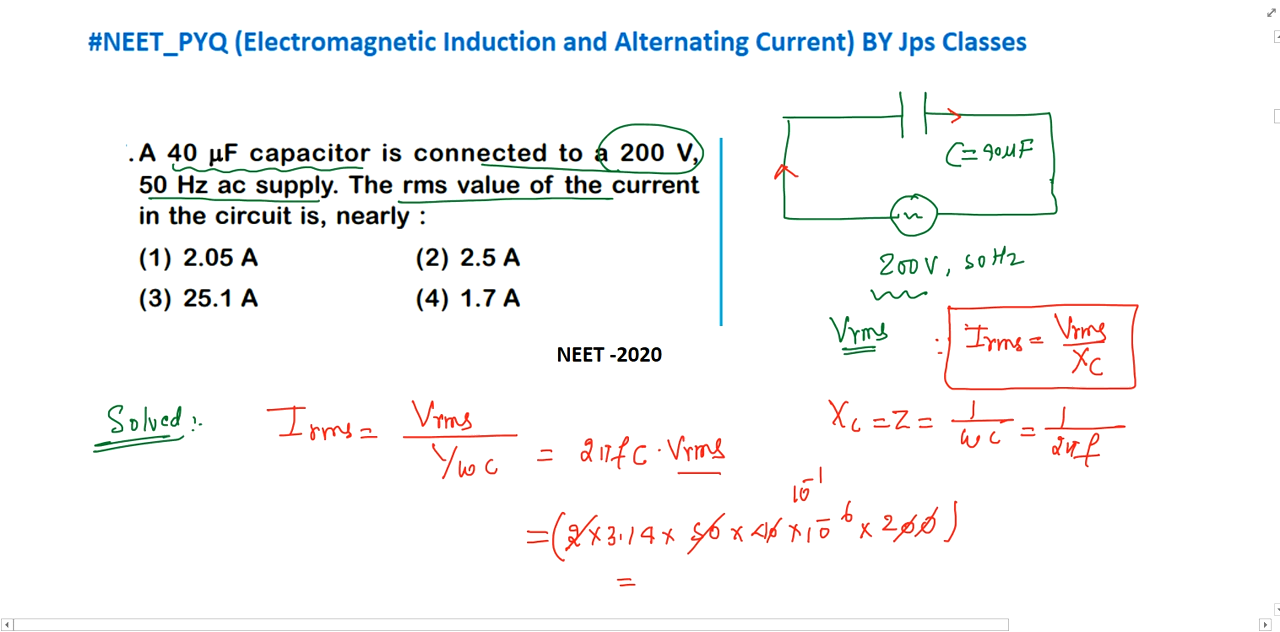 #NEET_PYQ (Electromagnetic Induction and Alternating Current) BY Jps Classes
.A 40 μF capacitor is connected to a 200 V,
50 Hz ac supply. The rms value of the current
in the circuit is, nearly :
(1) 2.05 A (2) 2.5 A
(3) 25.1 A (4) 1.7 A
NEET -2020
C=40μF
200V, 50Hz
Vrms
∴ Irms = Vrms/XC
Solved :.
Irms = Vrms/(1/ωC) = 2πfC · Vrms
XC = Z = 1/ωC = 1/2πf
10⁻¹
=(2×3.14× 50 × 40 ×10⁻⁶ × 200)
=